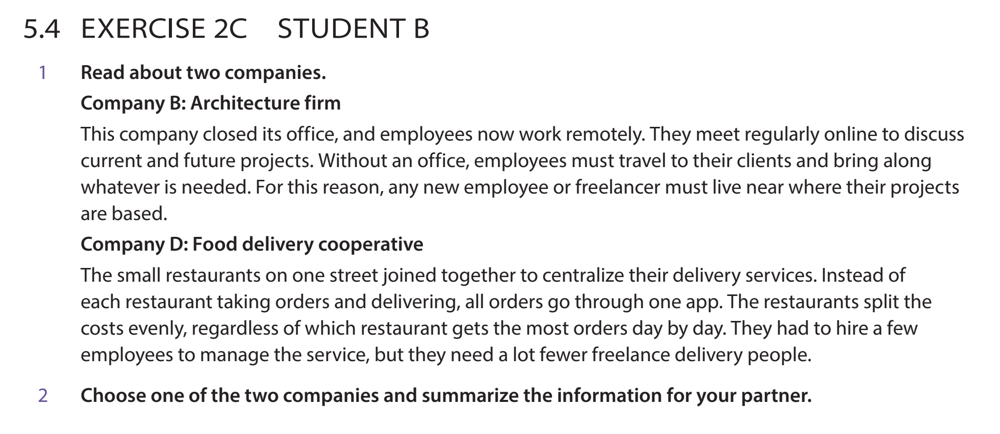 5.4 EXERCISE 2C STUDENT B
1 Read about two companies.
Company B: Architecture firm
This company closed its office, and employees now work remotely. They meet regularly online to discuss
current and future projects. Without an office, employees must travel to their clients and bring along
whatever is needed. For this reason, any new employee or freelancer must live near where their projects
are based.
Company D: Food delivery cooperative
The small restaurants on one street joined together to centralize their delivery services. Instead of
each restaurant taking orders and delivering, all orders go through one app. The restaurants split the
costs evenly, regardless of which restaurant gets the most orders day by day. They had to hire a few
employees to manage the service, but they need a lot fewer freelance delivery people.
2 Choose one of the two companies and summarize the information for your partner.